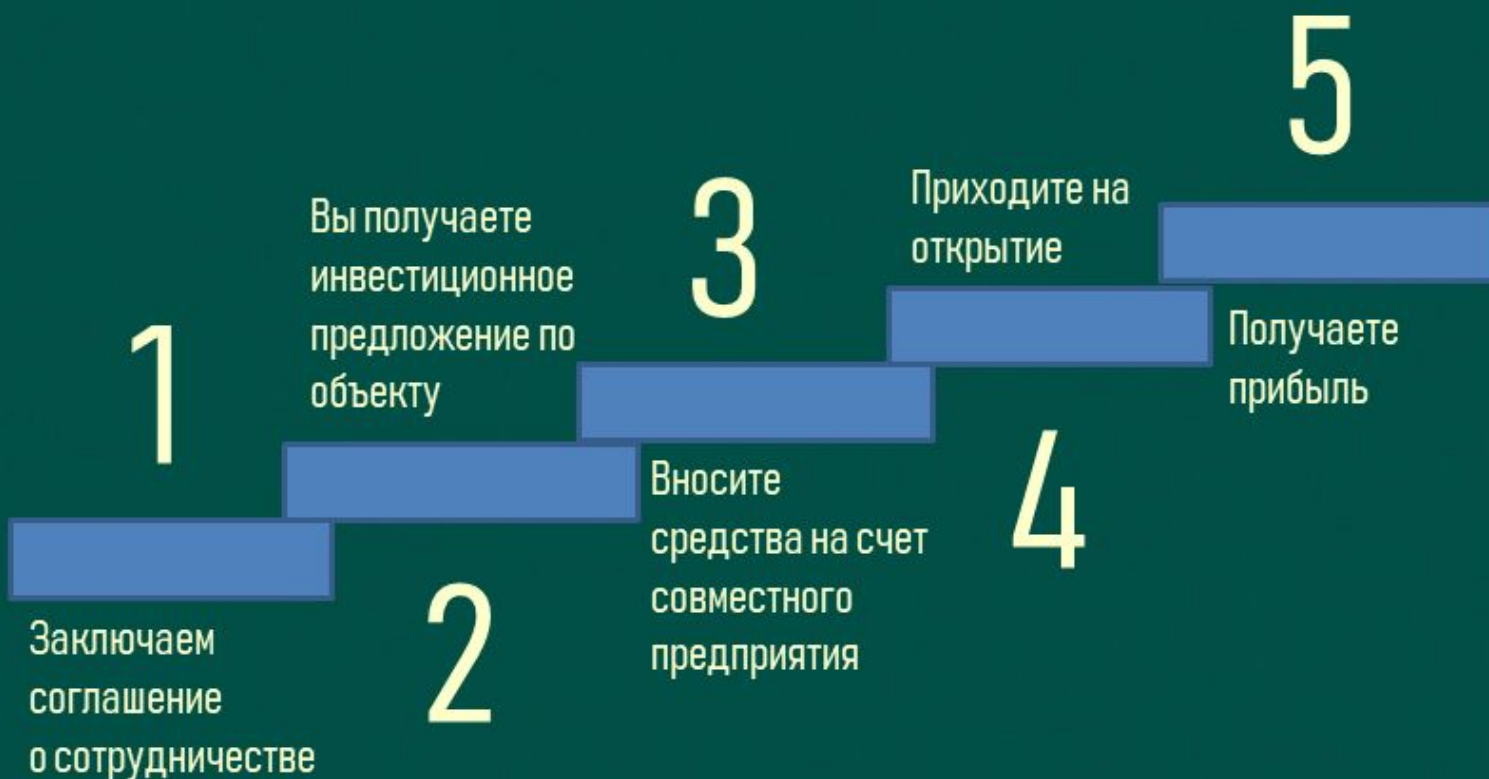 1
Заключаем
соглашение
о сотрудничестве
2
Вы получаете
инвестиционное
предложение по
объекту
3
Вносите
средства на счет
совместного
предприятия
4
Приходите на
открытие
5
Получаете
прибыль